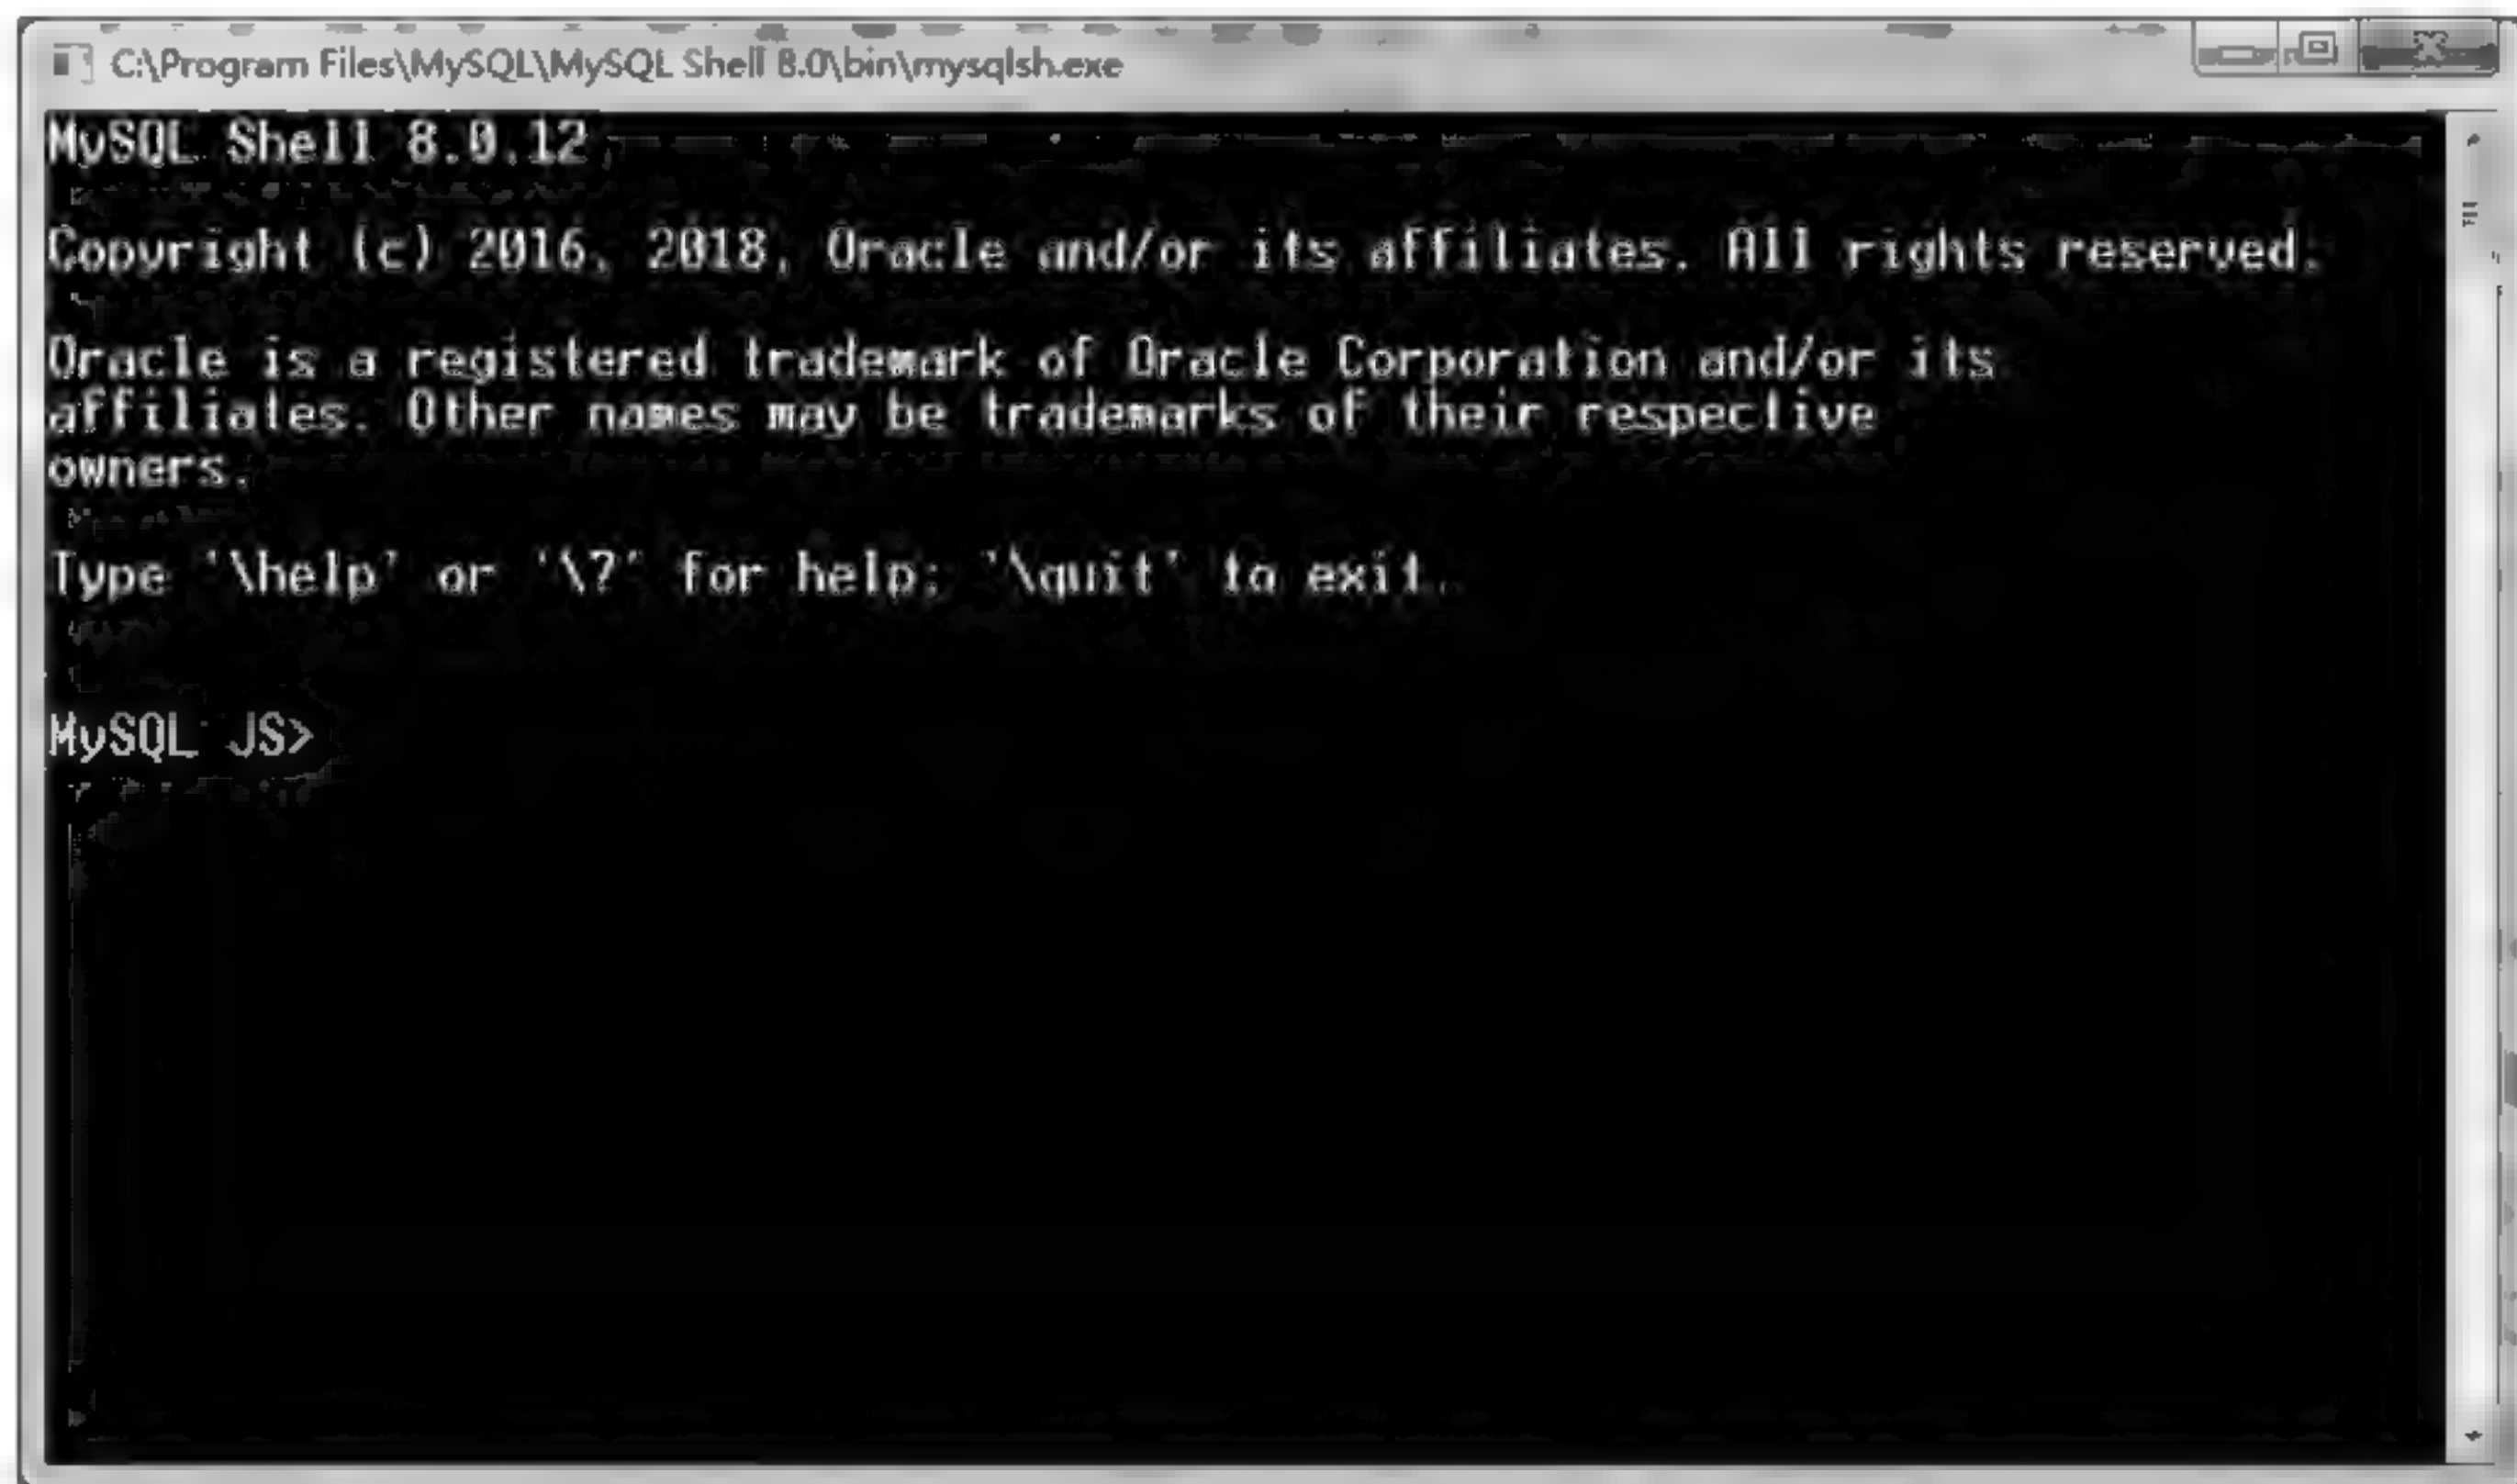 C:\Program Files\MySQL\MySQL Shell 8.0\bin\mysqlsh.exe
MySQL Shell 8.0.12
Copyright (c) 2016, 2018, Oracle and/or its affiliates. All rights reserved.
Oracle is a registered trademark of Oracle Corporation and/or its
affiliates. Other names may be trademarks of their respective
owners.
Type '\help' or '\?' for help; '\quit' to exit.
MySQL JS>